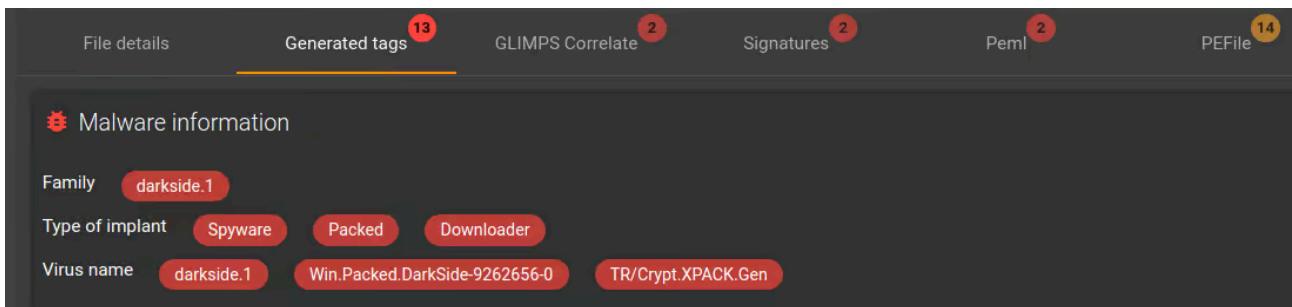 File details Generated tags 13 GLIMPS Correlate 2 Signatures 2 Peml 2 PEFile 14
Malware information
Family darkside.1
Type of implant Spyware Packed Downloader
Virus name darkside.1 Win.Packed.DarkSide-9262656-0 TR/Crypt.XPACK.Gen